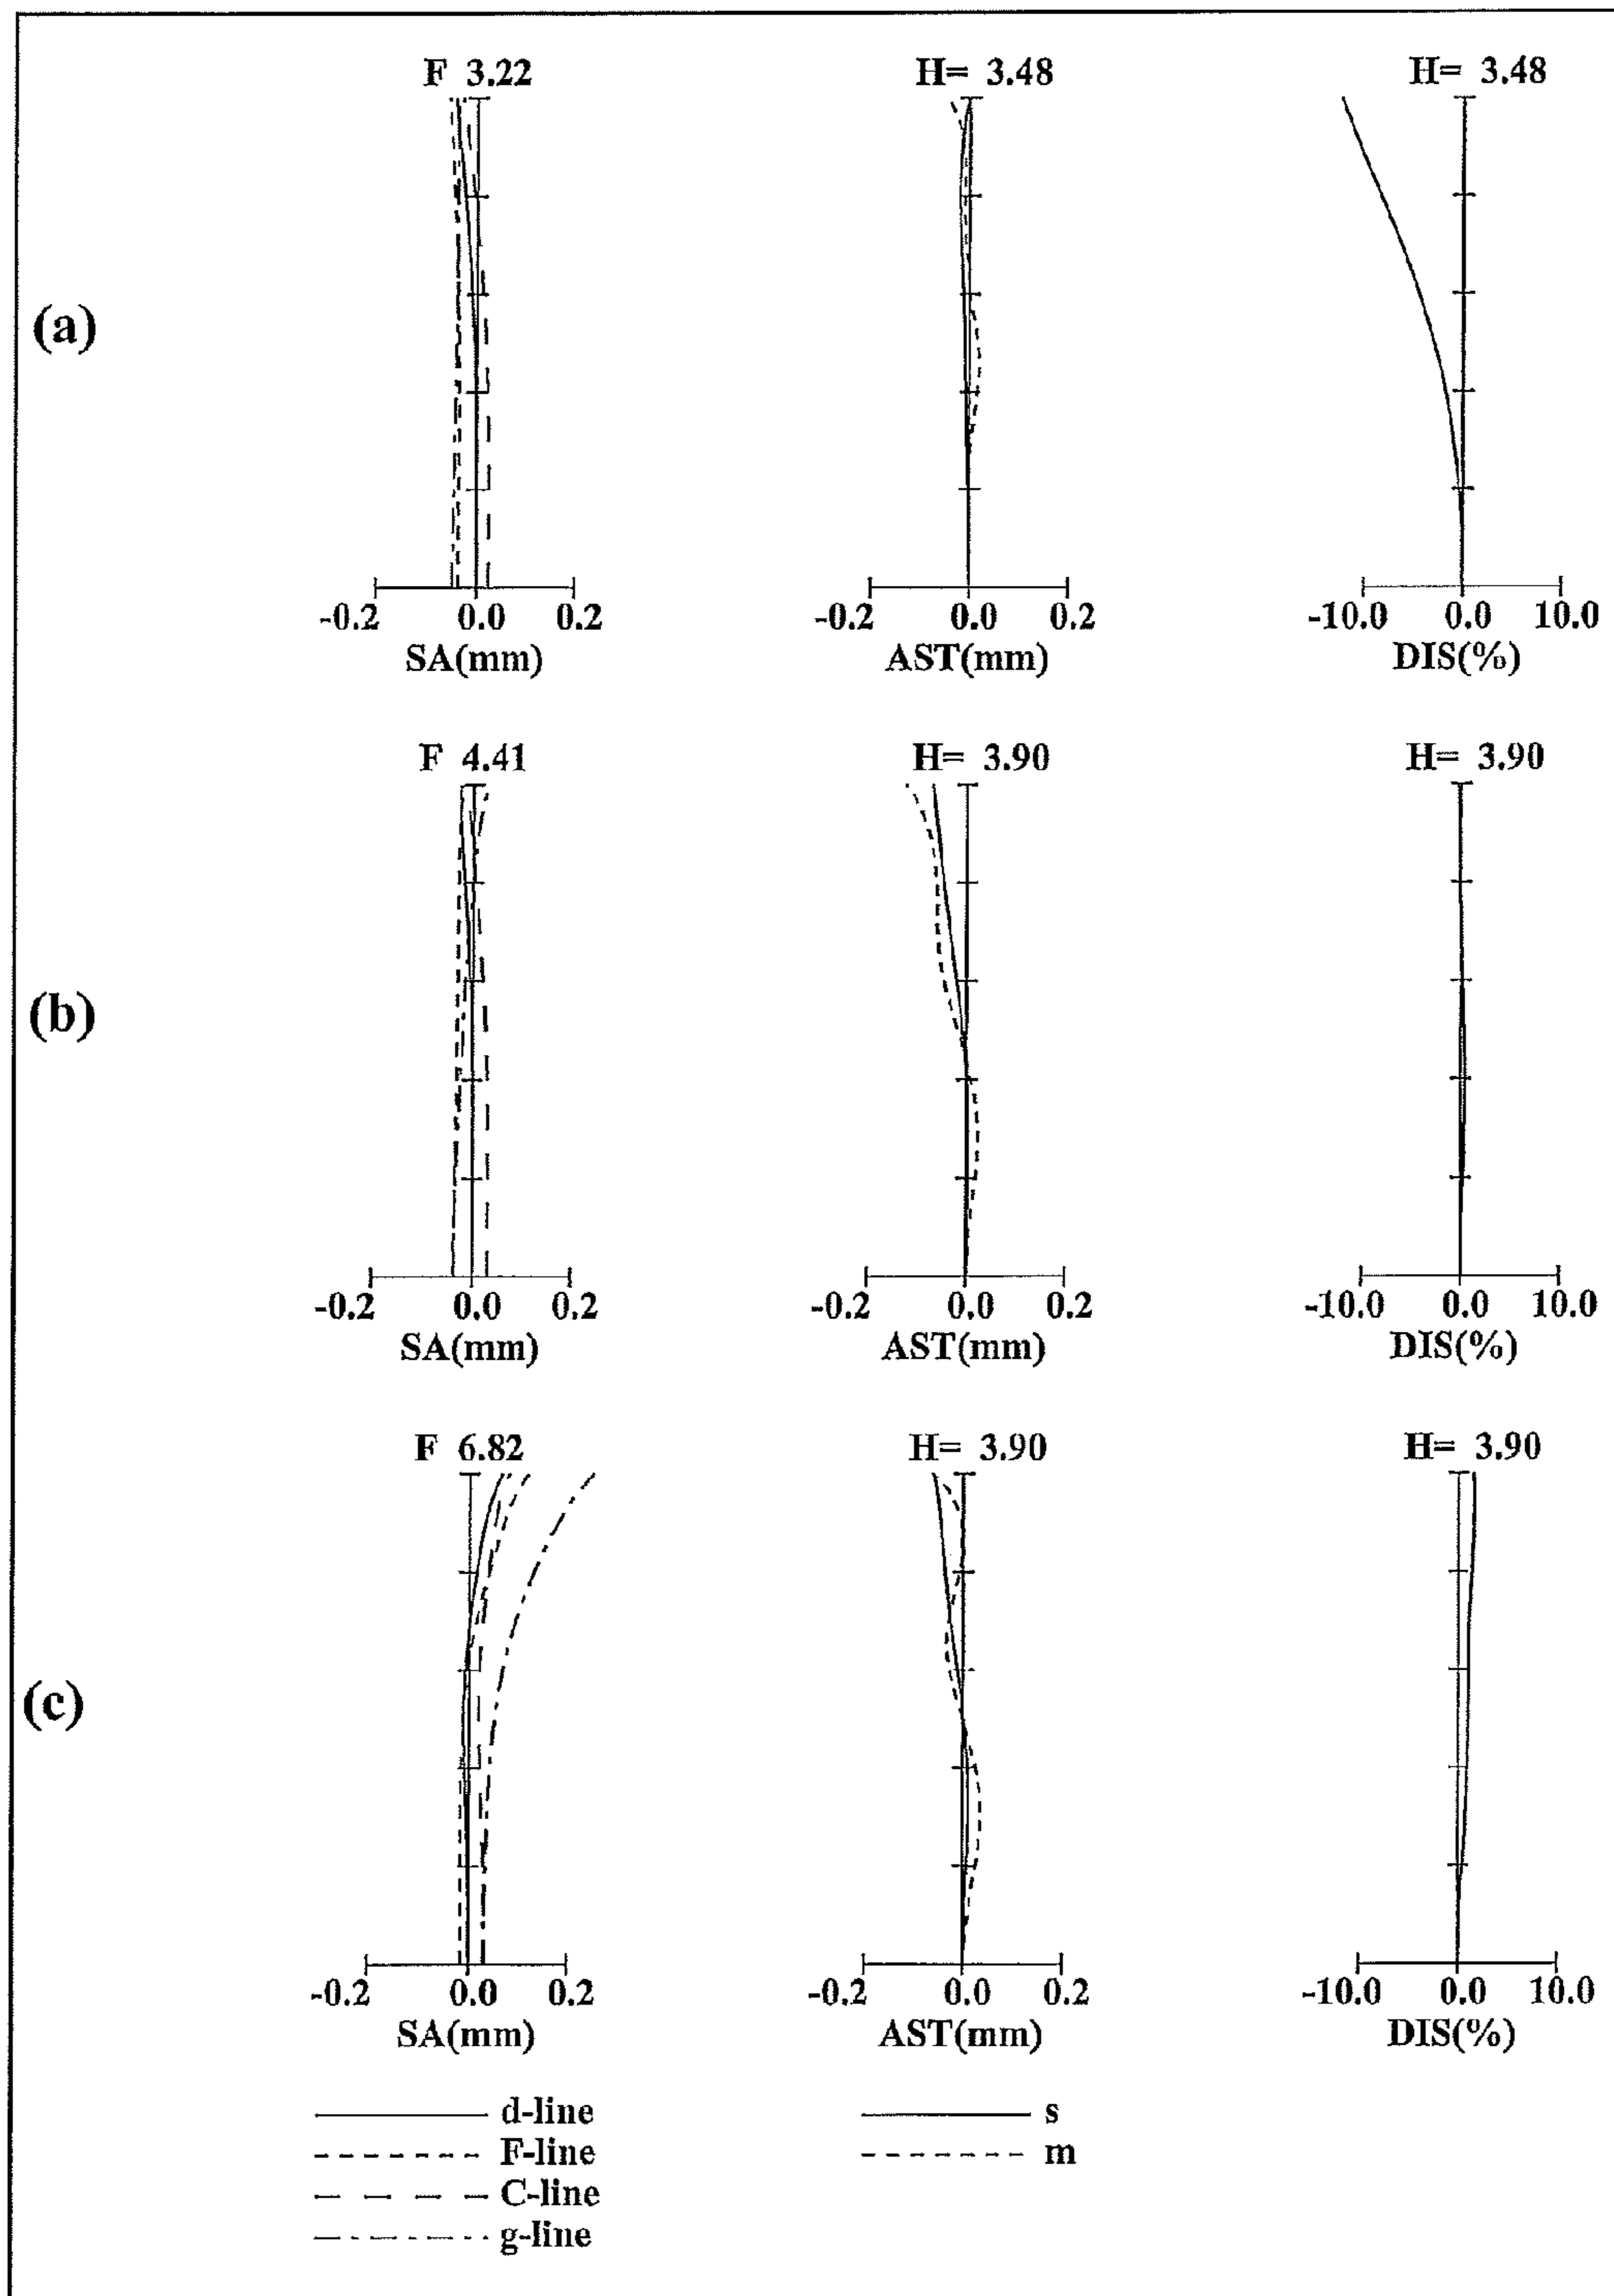 F 3.22 H= 3.48 H= 3.48
(a)
-0.2 0.0 0.2 -0.2 0.0 0.2 -10.0 0.0 10.0
SA(mm) AST(mm) DIS(%)
F 4.41 H= 3.90 H= 3.90
(b)
-0.2 0.0 0.2 -0.2 0.0 0.2 -10.0 0.0 10.0
SA(mm) AST(mm) DIS(%)
F 6.82 H= 3.90 H= 3.90
(c)
-0.2 0.0 0.2 -0.2 0.0 0.2 -10.0 0.0 10.0
SA(mm) AST(mm) DIS(%)
d-line s
F-line m
C-line
g-line